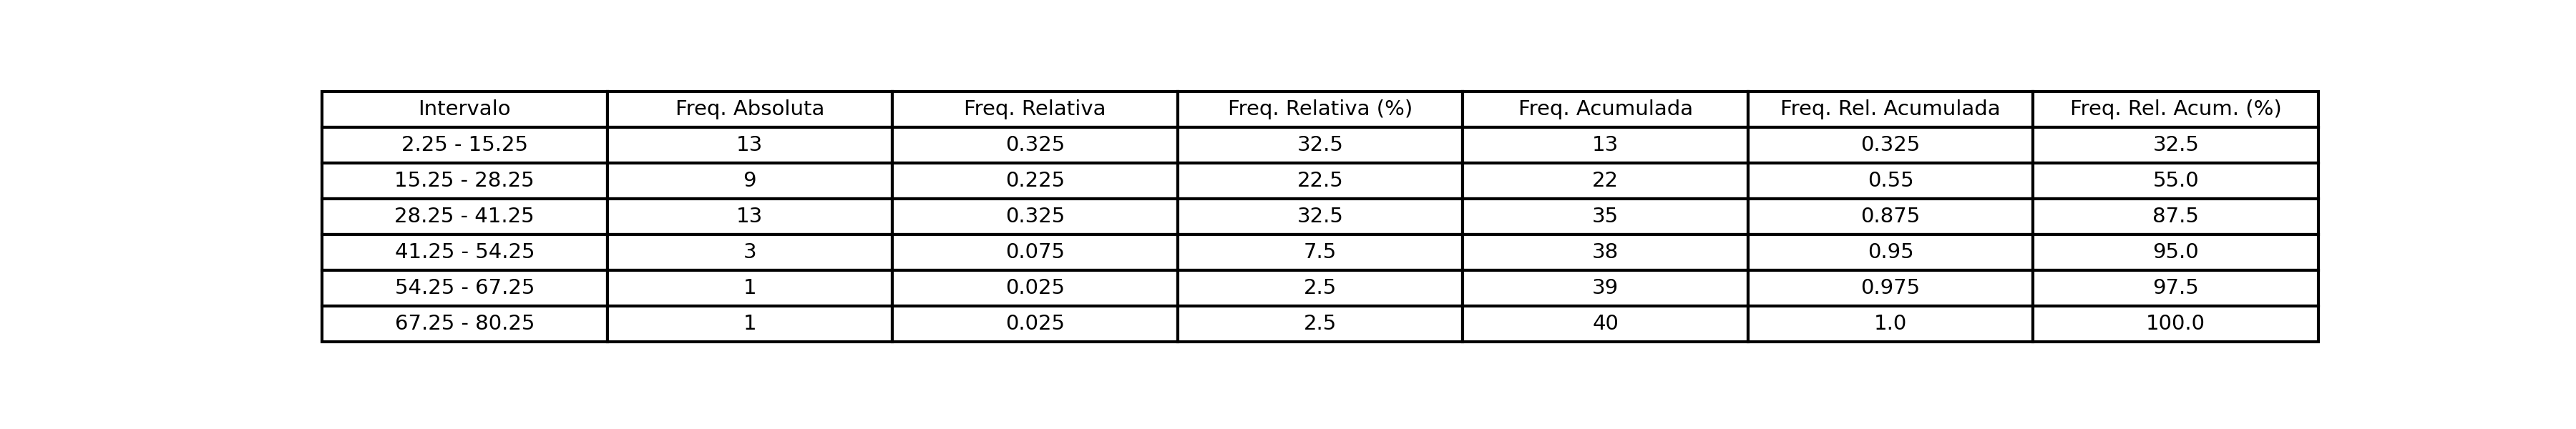 Intervalo Freq. Absoluta Freq. Relativa Freq. Relativa (%) Freq. Acumulada Freq. Rel. Acumulada Freq. Rel. Acum. (%)
2.25 - 15.25 13 0.325 32.5 13 0.325 32.5
15.25 - 28.25 9 0.225 22.5 22 0.55 55.0
28.25 - 41.25 13 0.325 32.5 35 0.875 87.5
41.25 - 54.25 3 0.075 7.5 38 0.95 95.0
54.25 - 67.25 1 0.025 2.5 39 0.975 97.5
67.25 - 80.25 1 0.025 2.5 40 1.0 100.0